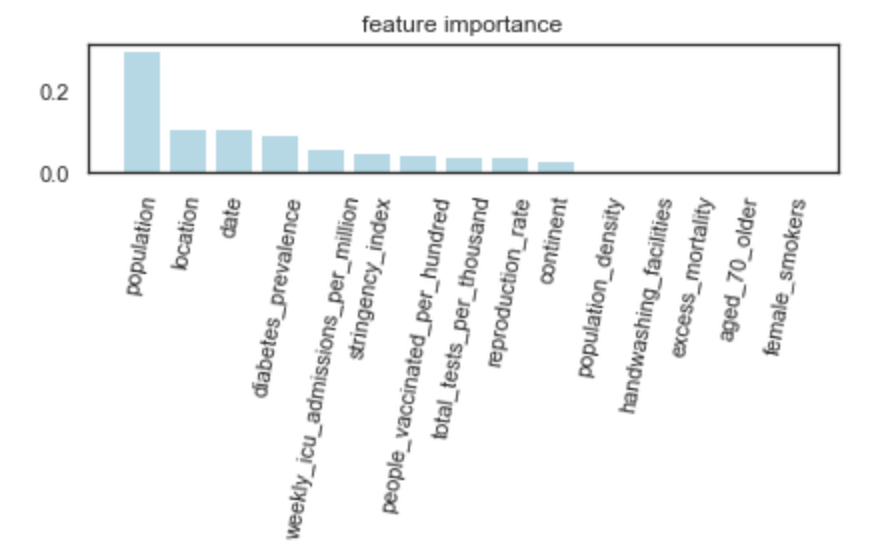 feature importance
0.2
0.0
population
location
date
diabetes_prevalence
weekly_icu_admissions_per_million
stringency_index
people_vaccinated_per_hundred
total_tests_per_thousand
reproduction_rate
continent
population_density
handwashing_facilities
excess_mortality
aged_70_older
female_smokers